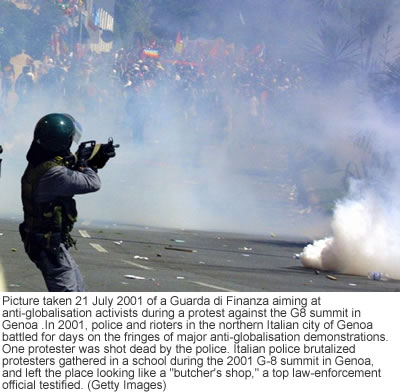 Picture taken 21 July 2001 of a Guarda di Finanza aiming at
anti-globalisation activists during a protest against the G8 summit in
Genoa .In 2001, police and rioters in the northern Italian city of Genoa
battled for days on the fringes of major anti-globalisation demonstrations.
One protester was shot dead by the police. Italian police brutalized
protesters gathered in a school during the 2001 G-8 summit in Genoa,
and left the place looking like a "butcher's shop," a top law-enforcement
official testified. (Getty Images)